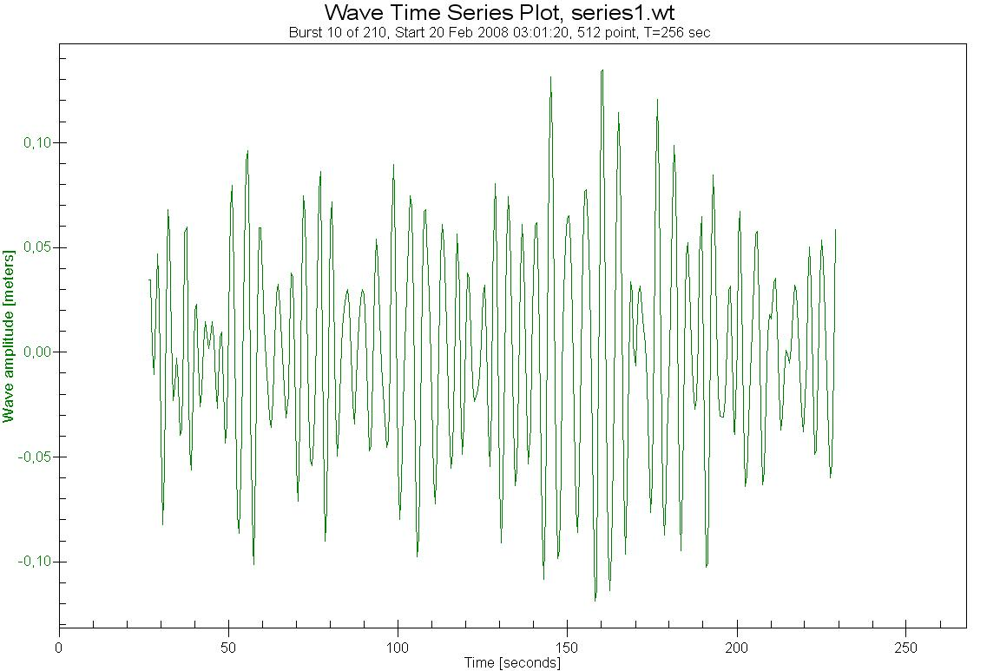 Wave Time Series Plot, series1.wt
Burst 10 of 210, Start 20 Feb 2008 03:01:20, 512 point, T=256 sec
Wave amplitude [meters]
0,10
0,05
0,00
-0,05
-0,10
0 50 100 150 200 250
Time [seconds]